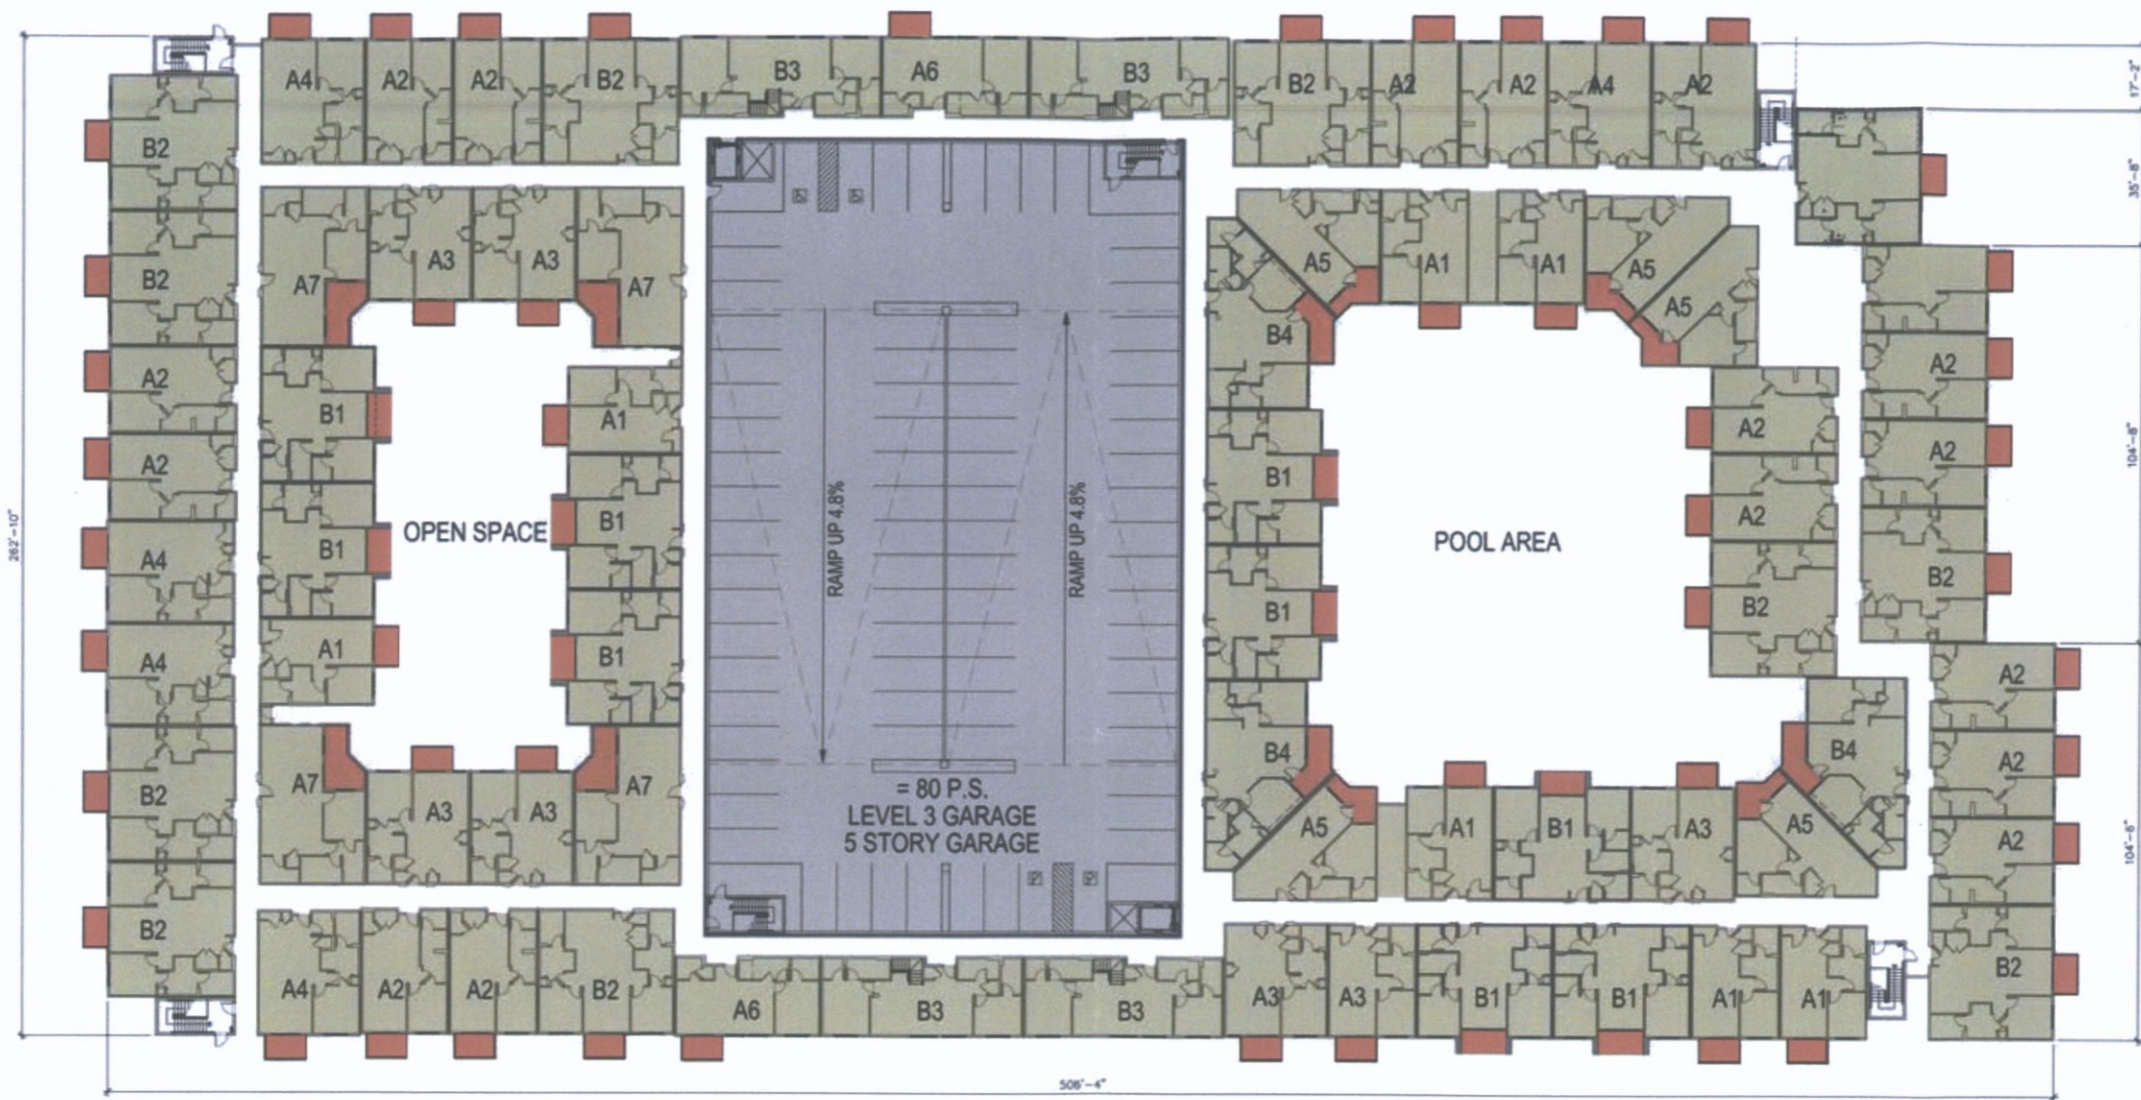 A4 A2 A2 B2 B3 A6 B3 B2 A2 A2 A4 A2
17'-2"
B2
35'-8"
B2 A7 A3 A3 A7 A5 A1 A1 A5
A5
B4
A2 A2
B1 A1 A2
A2 A2
104'-8"
B1 B1
RAMP UP 4.8%
RAMP UP 4.8%
262'-10"
OPEN SPACE
POOL AREA
A2
A4 B1 B2
B1 B2
A4 A1 B1
A2
B4 B4 A2
B2 A7 A7
= 80 P.S.
LEVEL 3 GARAGE
5 STORY GARAGE
A3 A3 A5 A1 B1 A3 A5 A2
104'-8"
B2
A4 A2 A2 B2 A6 B3 B3 A3 A3 B1 B1 A1 A1 B2
506'-4"